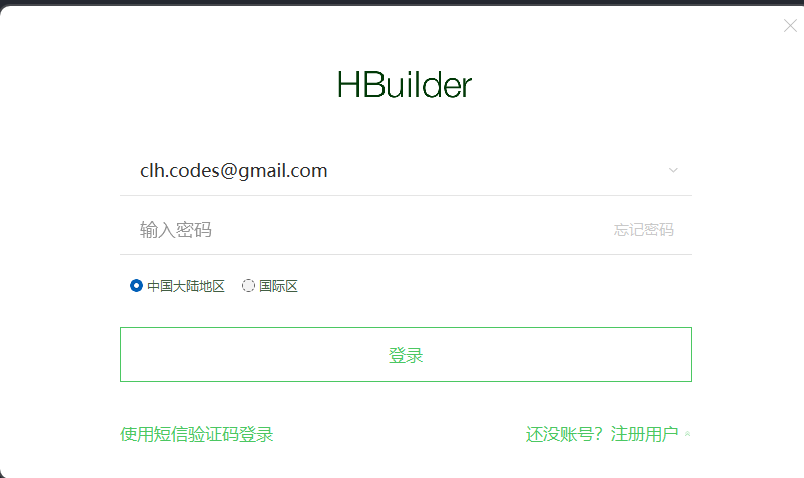 HBuilder
clh.codes@gmail.com
输入密码 忘记密码
中国大陆地区 国际区
登录
使用短信验证码登录 还没账号？注册用户